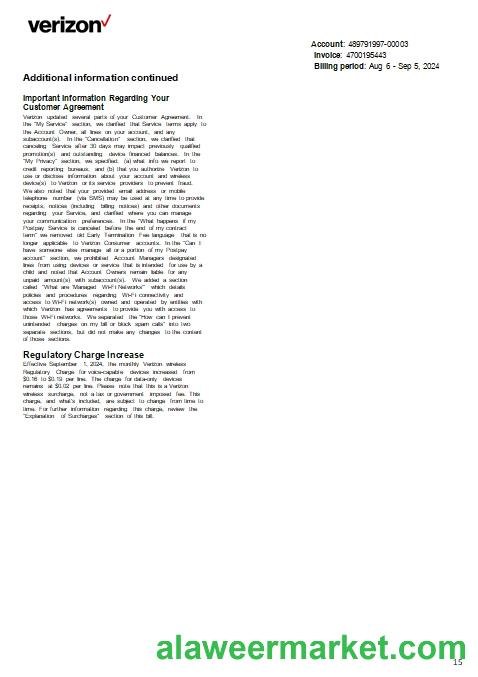 verizon
Account: 489791997-00003
Invoice: 4700195443
Billing period: Aug 6 - Sep 5, 2024
Additional information continued
Important Information Regarding Your
Customer Agreement
Verizon updated several parts of your Customer Agreement. In
the "My Service" section, we clarified that Service terms apply to
the Account Owner, all lines on your account, and any
subaccount(s). In the "Cancellation" section, we clarified that
canceling Service after 30 days may impact previously qualified
promotion(s) and outstanding device financed balances. In the
"My Privacy" section, we specified, (a) what info we report to
credit reporting bureaus, and (b) that you authorize Verizon to
use or disclose information about your account and wireless
device(s) to Verizon or its service providers to prevent fraud.
We also noted that your provided email address or mobile
telephone number (via SMS) may be used at any time to provide
receipts, notices (including billing notices) and other documents
regarding your Service, and clarified where you can manage
your communication preferences. In the "What happens if my
Postpay Service is canceled before the end of my contract
term" we removed old Early Termination Fee language that is no
longer applicable to Verizon Consumer accounts. In the "Can I
have someone else manage all or a portion of my Postpay
account" section, we prohibited Account Managers designated
lines from using devices or service that is intended for use by a
child and noted that Account Owners remain liable for any
unpaid amount(s) with subaccount(s). We added a section
called "What are 'Managed Wi-Fi Networks'" which details
policies and procedures regarding Wi-Fi connectivity and
access to Wi-Fi network(s) owned and operated by entities with
which Verizon has agreements to provide you with access to
those Wi-Fi networks. We separated the "How can I prevent
unintended charges on my bill or block spam calls" into two
separate sections, but did not make any changes to the content
of those sections.
Regulatory Charge Increase
Effective September 1, 2024, the monthly Verizon wireless
Regulatory Charge for voice-capable devices increased from
$0.16 to $0.19 per line. The charge for data-only devices
remains at $0.02 per line. Please note that this is a Verizon
wireless surcharge, not a tax or government imposed fee. This
charge, and what's included, are subject to change from time to
time. For further information regarding this charge, review the
"Explanation of Surcharges" section of this bill.
alaweermarket.com
15